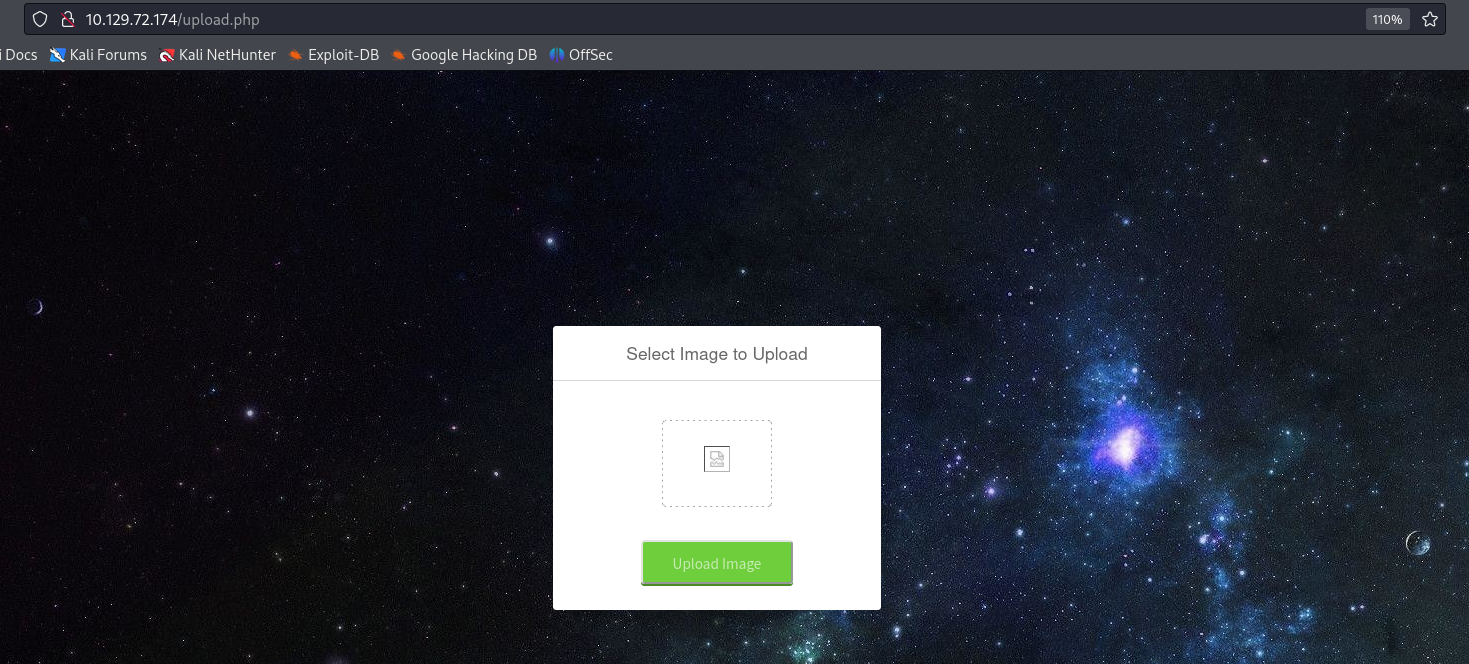 10.129.72.174/upload.php 110%
i Docs Kali Forums Kali NetHunter Exploit-DB Google Hacking DB OffSec
Select Image to Upload
Upload Image